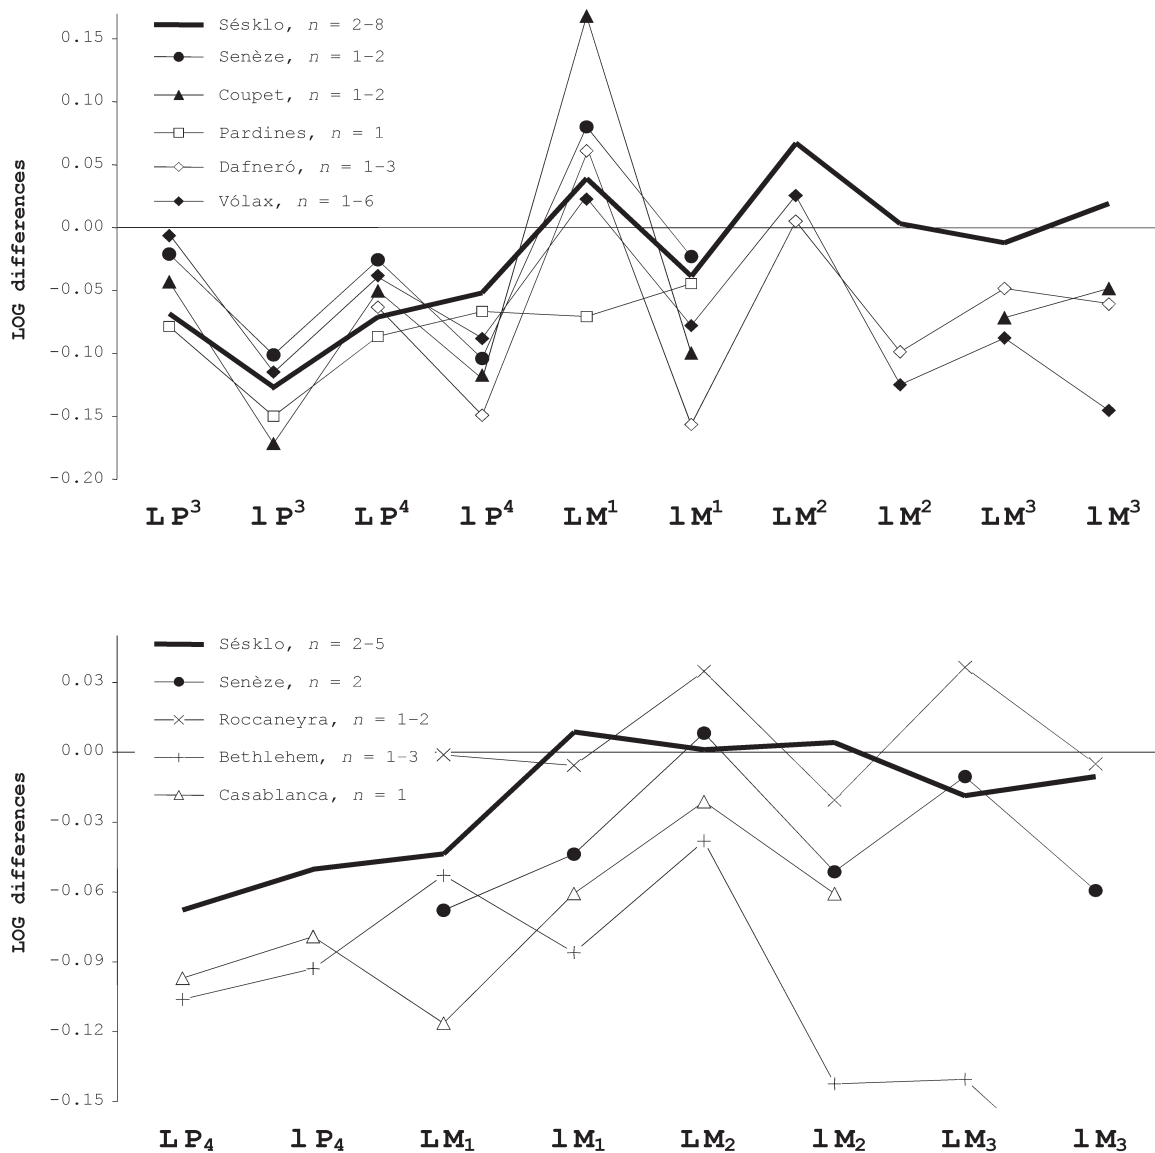 Sésklo, n = 2–8
Senèze, n = 1–2
Coupet, n = 1–2
Pardines, n = 1
Dafneró, n = 1–3
Vólax, n = 1–6
LOG differences
0.15
0.10
0.05
0.00
−0.05
−0.10
−0.15
−0.20
LP³ lP³ LP⁴ lP⁴ LM¹ lM¹ LM² lM² LM³ lM³
Sésklo, n = 2–5
Senèze, n = 2
Roccaneyra, n = 1–2
Bethlehem, n = 1–3
Casablanca, n = 1
LOG differences
0.03
0.00
−0.03
−0.06
−0.09
−0.12
−0.15
LP₄ lP₄ LM₁ lM₁ LM₂ lM₂ LM₃ lM₃